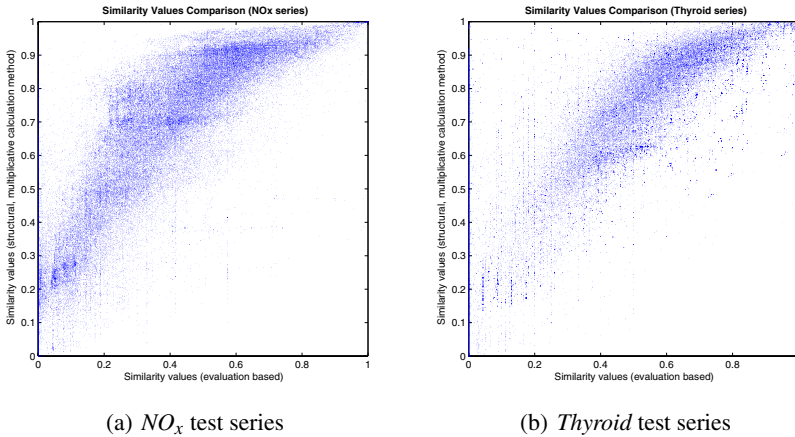 Similarity Values Comparison (NOx series)
Similarity values (structural, multiplicative calculation method)
1
0.9
0.8
0.7
0.6
0.5
0.4
0.3
0.2
0.1
0
0 0.2 0.4 0.6 0.8 1
Similarity values (evaluation based)
(a) NOx test series
Similarity Values Comparison (Thyroid series)
Similarity values (structural, multiplicative calculation method)
1
0.9
0.8
0.7
0.6
0.5
0.4
0.3
0.2
0.1
0
0 0.2 0.4 0.6 0.8
Similarity values (evaluation based)
(b) Thyroid test series